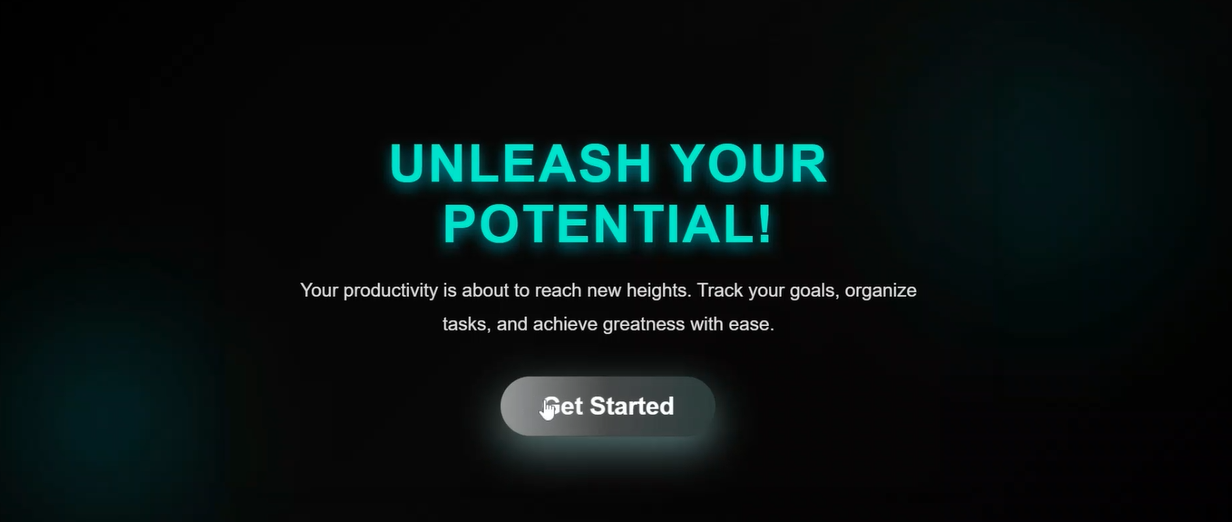 UNLEASH YOUR
POTENTIAL!
Your productivity is about to reach new heights. Track your goals, organize
tasks, and achieve greatness with ease.
Get Started